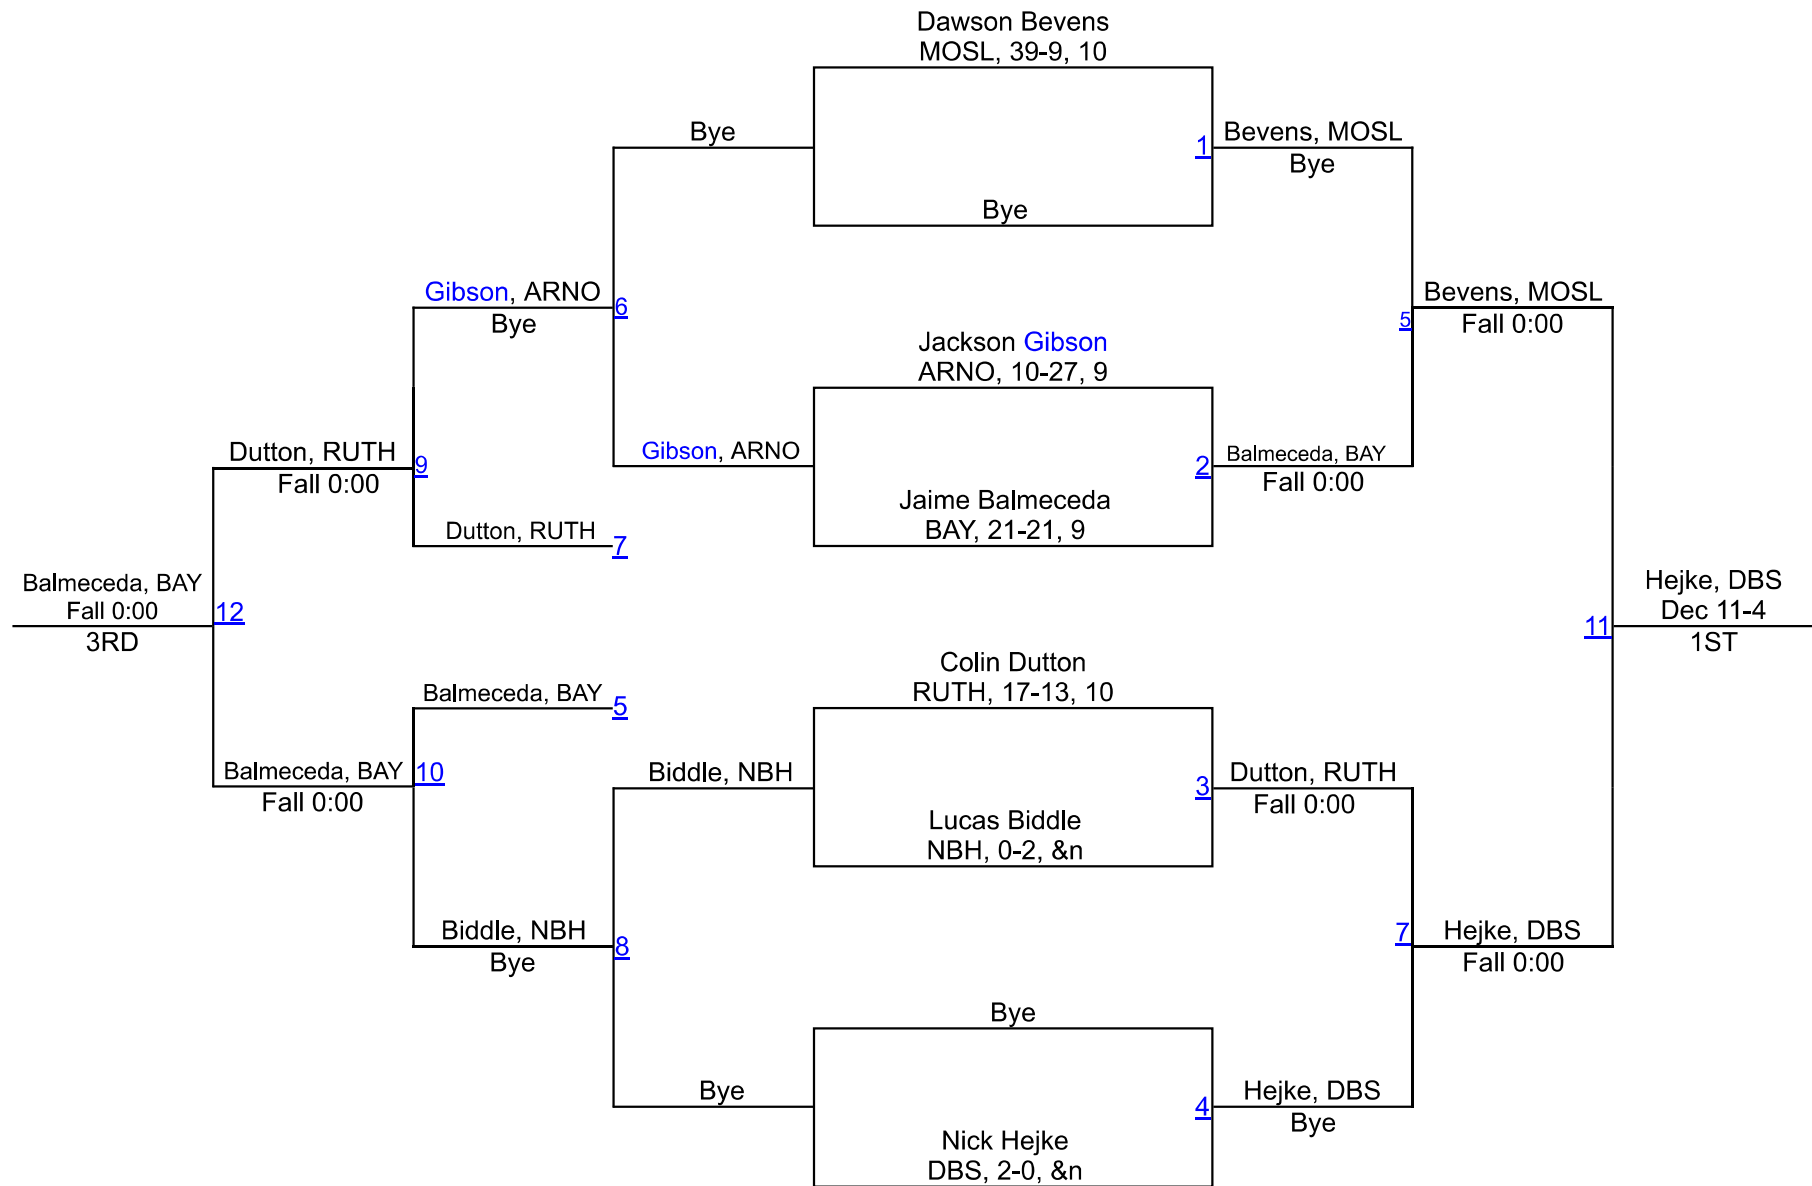 Dawson Bevens
MOSL, 39-9, 10
Bye
1
Bevens, MOSL
Bye
Bye
Gibson, ARNO
Bye
6
Bevens, MOSL
Fall 0:00
5
Jackson Gibson
ARNO, 10-27, 9
Dutton, RUTH
Fall 0:00
9
Gibson, ARNO
2
Balmeceda, BAY
Fall 0:00
Jaime Balmeceda
BAY, 21-21, 9
Dutton, RUTH
7
Balmeceda, BAY
Fall 0:00
3RD
12
11
Hejke, DBS
Dec 11-4
1ST
Colin Dutton
RUTH, 17-13, 10
Balmeceda, BAY
5
Balmeceda, BAY
Fall 0:00
10
Biddle, NBH
3
Dutton, RUTH
Fall 0:00
Lucas Biddle
NBH, 0-2, &n
Biddle, NBH
Bye
8
7
Hejke, DBS
Fall 0:00
Bye
Bye
4
Hejke, DBS
Bye
Nick Hejke
DBS, 2-0, &n